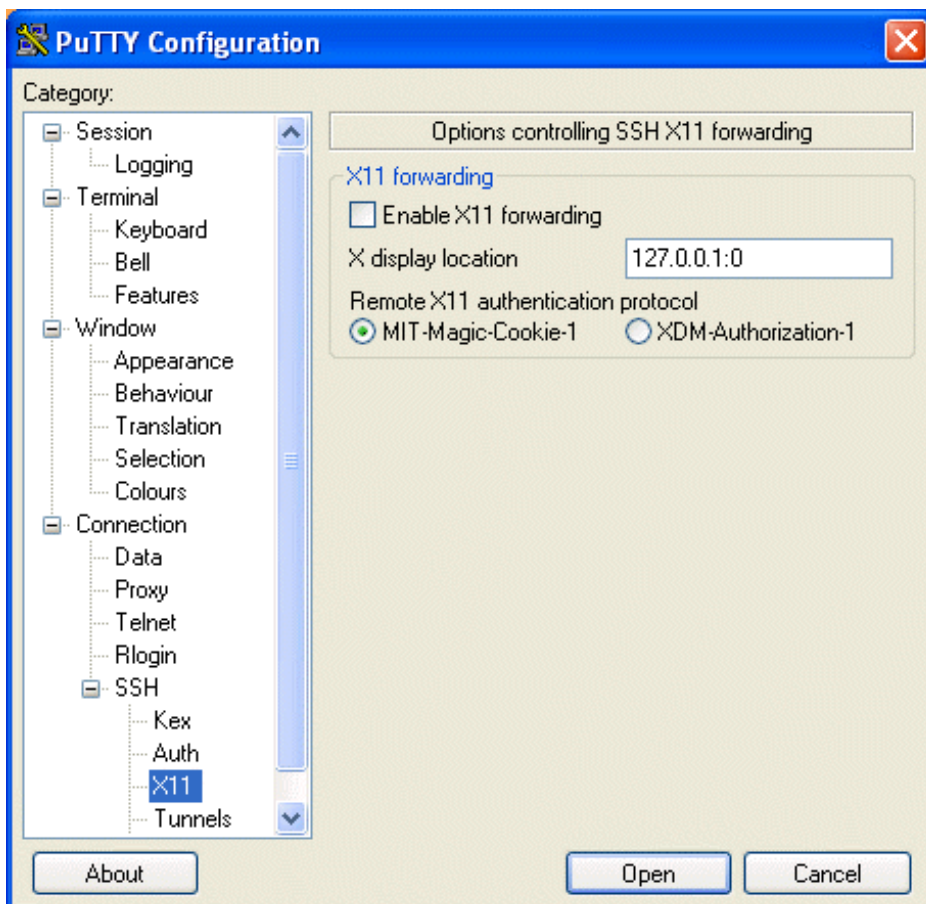 PuTTY Configuration
Category:
Session
Logging
Terminal
Keyboard
Bell
Features
Window
Appearance
Behaviour
Translation
Selection
Colours
Connection
Data
Proxy
Telnet
Rlogin
SSH
Kex
Auth
X11
Tunnels
Options controlling SSH X11 forwarding
X11 forwarding
Enable X11 forwarding
X display location 127.0.0.1:0
Remote X11 authentication protocol
MIT-Magic-Cookie-1 XDM-Authorization-1
About Open Cancel